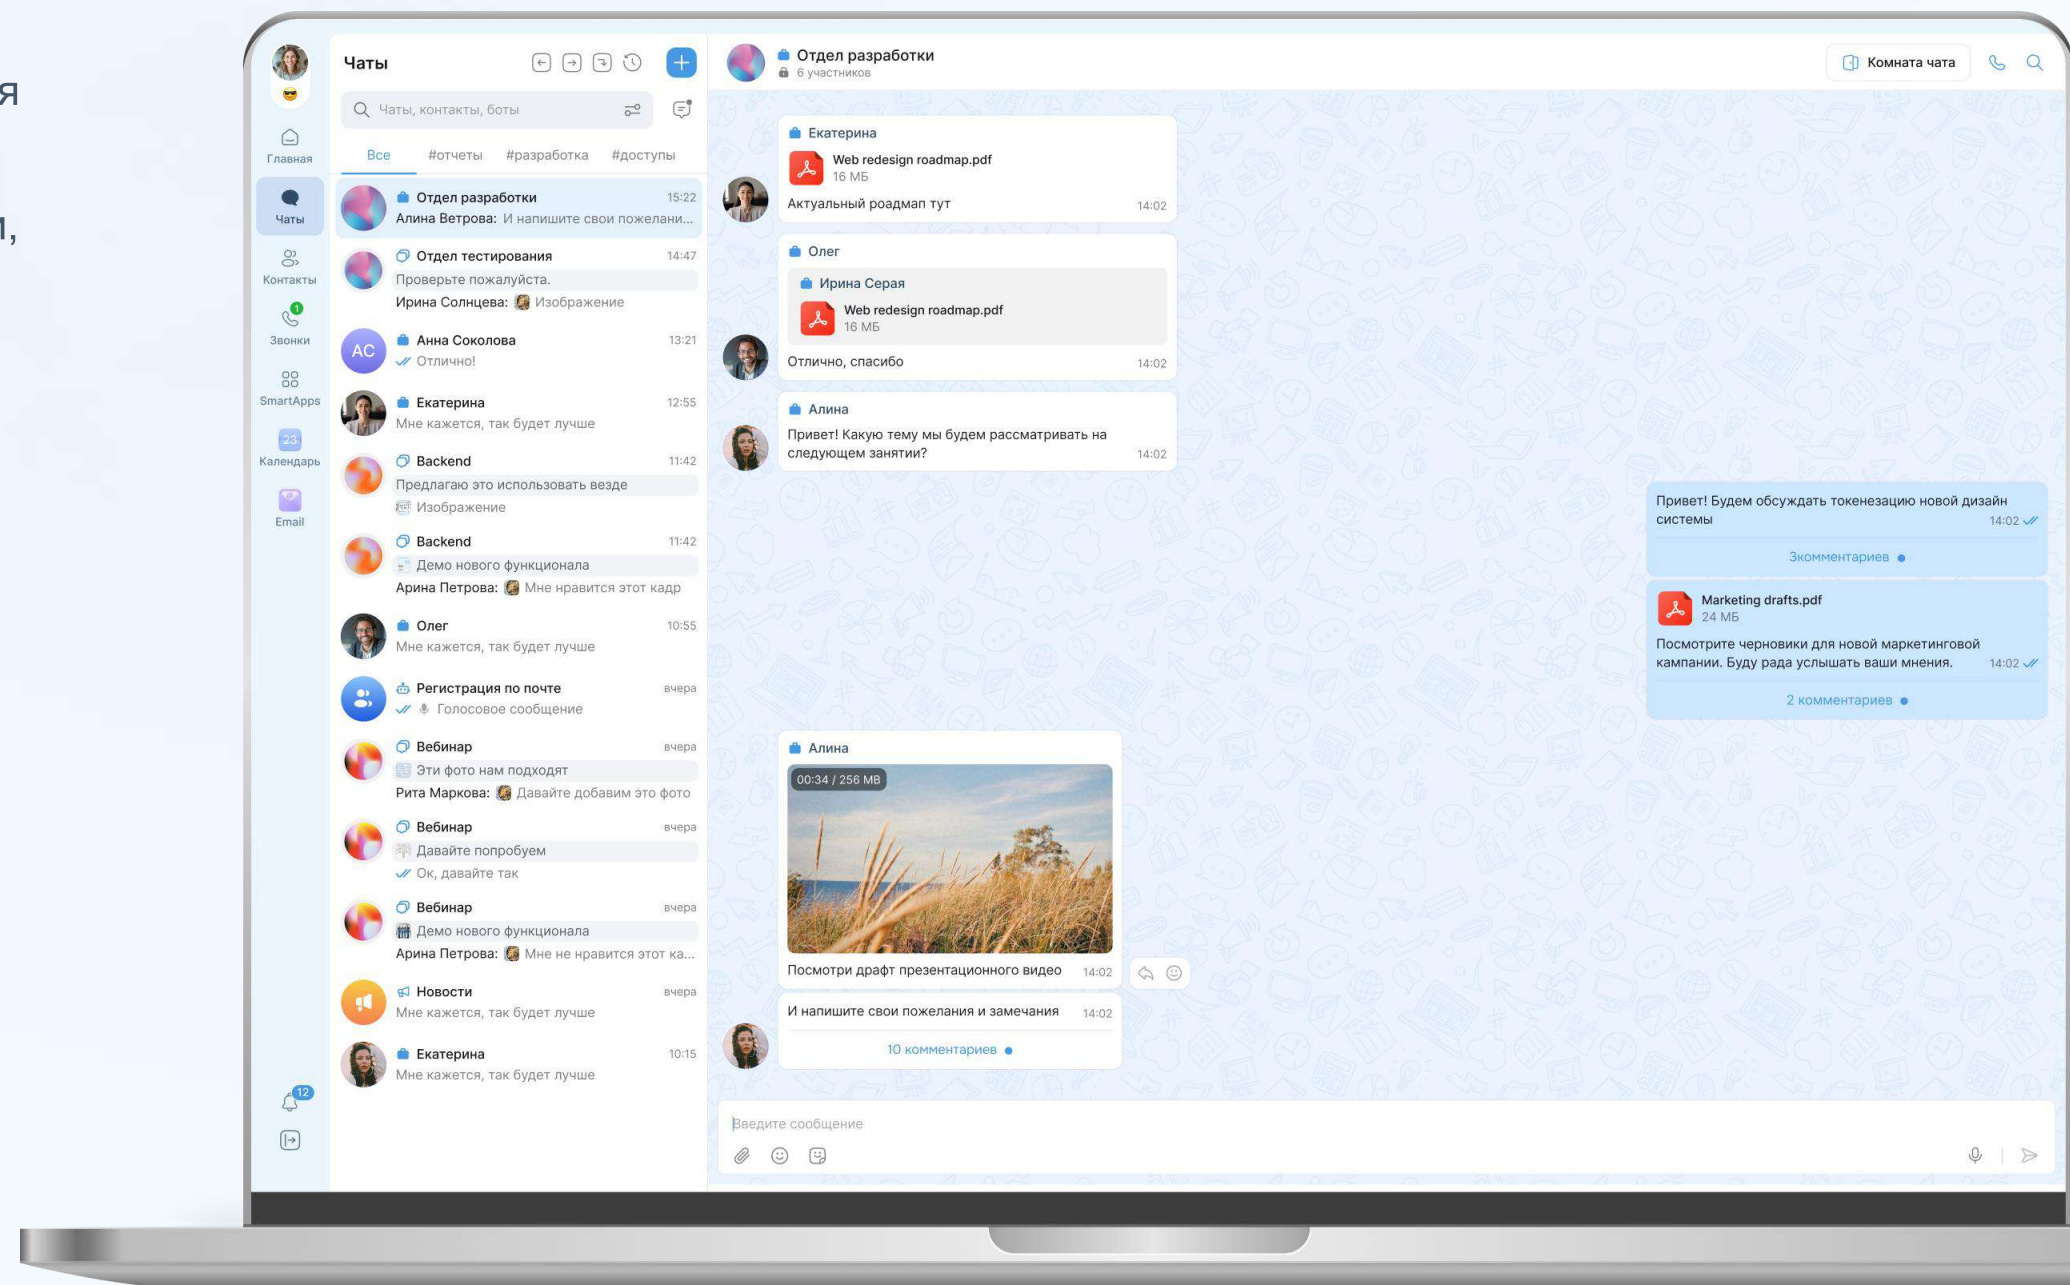 я
,
Главная
Чаты
Контакты
1
Звонки
SmartApps
23
Календарь
Email
12
Чаты
Чаты, контакты, боты
Все #отчеты #разработка #доступы
Отдел разработки 15:22
Алина Ветрова: И напишите свои пожелани...
Отдел тестирования 14:47
Проверьте пожалуйста.
Ирина Солнцева: Изображение
АС
Анна Соколова 13:21
Отлично!
Екатерина 12:55
Мне кажется, так будет лучше
Backend 11:42
Предлагаю это использовать везде
Изображение
Backend 11:42
Демо нового функционала
Арина Петрова: Мне нравится этот кадр
Олег 10:55
Мне кажется, так будет лучше
Регистрация по почте вчера
Голосовое сообщение
Вебинар вчера
Эти фото нам подходят
Рита Маркова: Давайте добавим это фото
Вебинар вчера
Давайте попробуем
Ок, давайте так
Вебинар вчера
Демо нового функционала
Арина Петрова: Мне не нравится этот ка...
Новости вчера
Мне кажется, так будет лучше
Екатерина 10:15
Мне кажется, так будет лучше
Отдел разработки
6 участников
Комната чата
Екатерина
Web redesign roadmap.pdf
16 МБ
Актуальный роадмап тут 14:02
Олег
Ирина Серая
Web redesign roadmap.pdf
16 МБ
Отлично, спасибо 14:02
Алина
Привет! Какую тему мы будем рассматривать на
следующем занятии? 14:02
Привет! Будем обсуждать токенезацию новой дизайн
системы 14:02
3комментариев
Marketing drafts.pdf
24 МБ
Посмотрите черновики для новой маркетинговой
кампании. Буду рада услышать ваши мнения. 14:02
2 комментариев
Алина
00:34 / 256 MB
Посмотри драфт презентационного видео 14:02
И напишите свои пожелания и замечания 14:02
10 комментариев
Введите сообщение